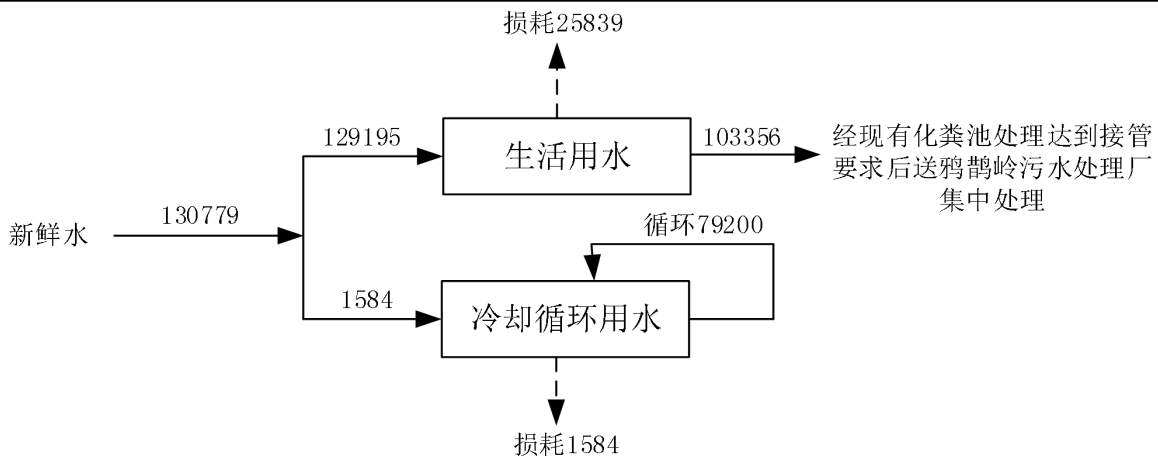 损耗25839
129195
生活用水
103356
经现有化粪池处理达到接管
要求后送鸦鹊岭污水处理厂
集中处理
新鲜水
130779
循环79200
1584
冷却循环用水
损耗1584